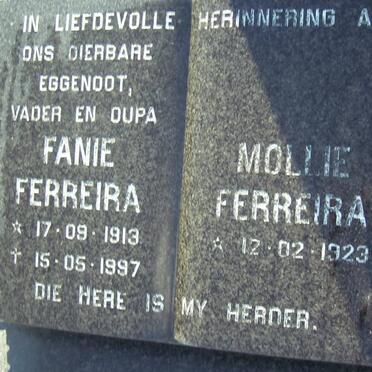 IN LIEFDEVOLLE HERINNERING A
ONS DIERBARE
EGGENOOT,
VADER EN OUPA
FANIE
FERREIRA
☆ 17·09·1913
† 15·05·1997
MOLLIE
FERREIRA
☆ 12·02·1923
DIE HERE IS MY HERDER.